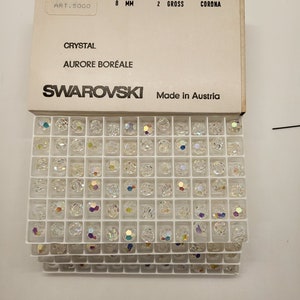 ART. 5000 8 MM 2 GROSS CORONA
CRYSTAL
AURORE BORÉALE
SWAROVSKI Made in Austria